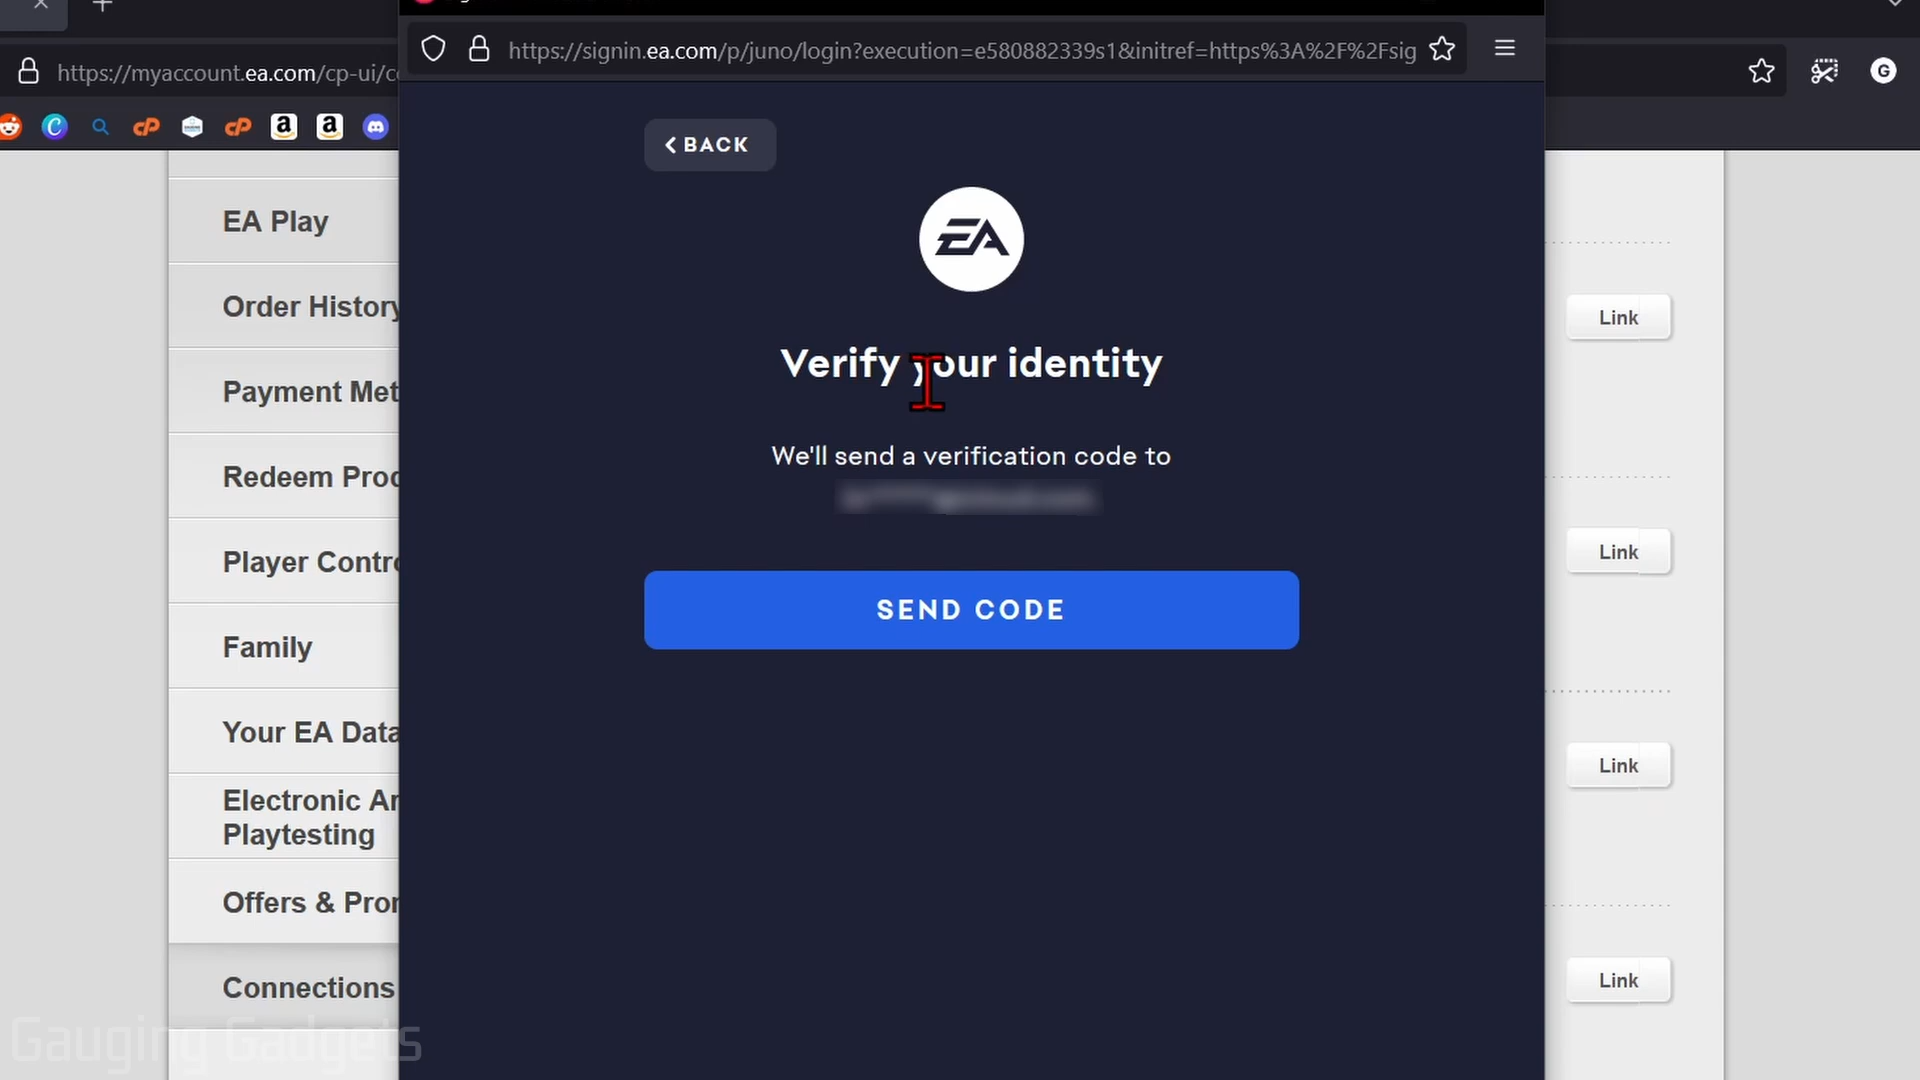 https://myaccount.ea.com/cp-ui/c
https://signin.ea.com/p/juno/login?execution=e580882339s1&initref=https%3A%2F%2Fsig
G
BACK
EA
Verify your identity
We'll send a verification code to
SEND CODE
EA Play
Order History
Payment Met
Redeem Prod
Player Contro
Family
Your EA Data
Electronic Ar
Playtesting
Offers & Pror
Connections
Link
Link
Link
Link
Gauging Gadgets